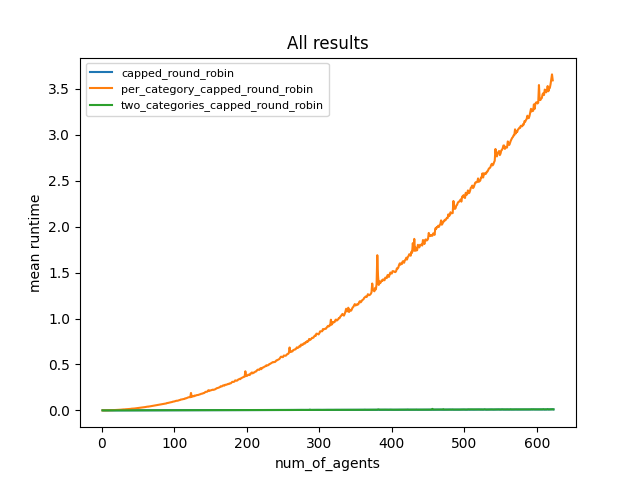 All results
capped_round_robin
per_category_capped_round_robin
two_categories_capped_round_robin
mean runtime
3.5
3.0
2.5
2.0
1.5
1.0
0.5
0.0
0 100 200 300 400 500 600
num_of_agents